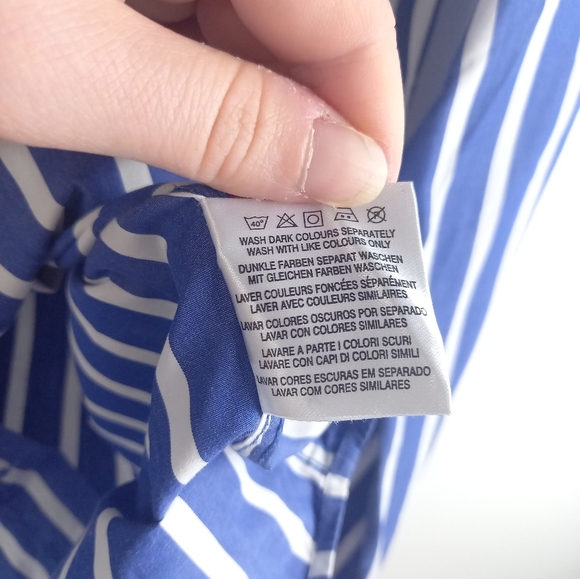 40°
WASH DARK COLOURS SEPARATELY
WASH WITH LIKE COLOURS ONLY
DUNKLE FARBEN SEPARAT WASCHEN
MIT GLEICHEN FARBEN WASCHEN
LAVER COULEURS FONCÉES SÉPARÉMENT
LAVER AVEC COULEURS SIMILAIRES
LAVAR COLORES OSCUROS POR SEPARADO
LAVAR CON COLORES SIMILARES
LAVARE A PARTE I COLORI SCURI
LAVARE CON CAPI DI COLORI SIMILI
LAVAR CORES ESCURAS EM SEPARADO
LAVAR COM CORES SIMILARES